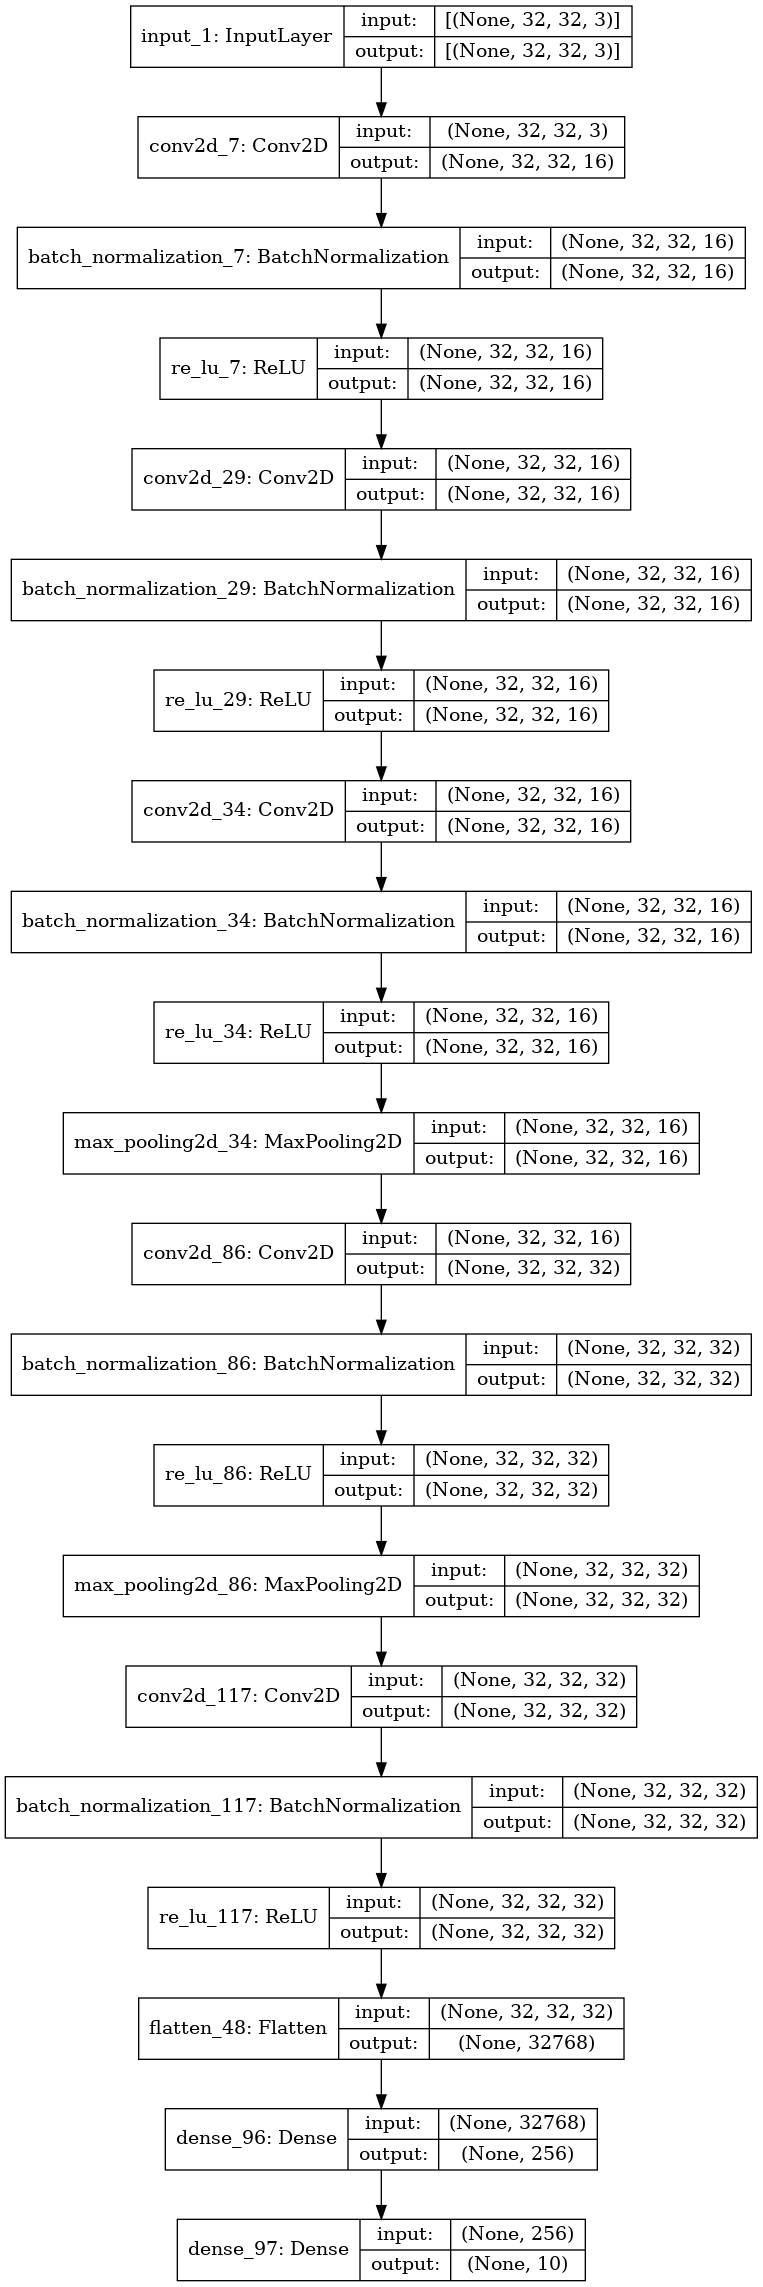 input_1: InputLayer
input:
[(None, 32, 32, 3)]
output:
[(None, 32, 32, 3)]
conv2d_7: Conv2D
input:
(None, 32, 32, 3)
output:
(None, 32, 32, 16)
batch_normalization_7: BatchNormalization
input:
(None, 32, 32, 16)
output:
(None, 32, 32, 16)
re_lu_7: ReLU
input:
(None, 32, 32, 16)
output:
(None, 32, 32, 16)
conv2d_29: Conv2D
input:
(None, 32, 32, 16)
output:
(None, 32, 32, 16)
batch_normalization_29: BatchNormalization
input:
(None, 32, 32, 16)
output:
(None, 32, 32, 16)
re_lu_29: ReLU
input:
(None, 32, 32, 16)
output:
(None, 32, 32, 16)
conv2d_34: Conv2D
input:
(None, 32, 32, 16)
output:
(None, 32, 32, 16)
batch_normalization_34: BatchNormalization
input:
(None, 32, 32, 16)
output:
(None, 32, 32, 16)
re_lu_34: ReLU
input:
(None, 32, 32, 16)
output:
(None, 32, 32, 16)
max_pooling2d_34: MaxPooling2D
input:
(None, 32, 32, 16)
output:
(None, 32, 32, 16)
conv2d_86: Conv2D
input:
(None, 32, 32, 16)
output:
(None, 32, 32, 32)
batch_normalization_86: BatchNormalization
input:
(None, 32, 32, 32)
output:
(None, 32, 32, 32)
re_lu_86: ReLU
input:
(None, 32, 32, 32)
output:
(None, 32, 32, 32)
max_pooling2d_86: MaxPooling2D
input:
(None, 32, 32, 32)
output:
(None, 32, 32, 32)
conv2d_117: Conv2D
input:
(None, 32, 32, 32)
output:
(None, 32, 32, 32)
batch_normalization_117: BatchNormalization
input:
(None, 32, 32, 32)
output:
(None, 32, 32, 32)
re_lu_117: ReLU
input:
(None, 32, 32, 32)
output:
(None, 32, 32, 32)
flatten_48: Flatten
input:
(None, 32, 32, 32)
output:
(None, 32768)
dense_96: Dense
input:
(None, 32768)
output:
(None, 256)
dense_97: Dense
input:
(None, 256)
output:
(None, 10)